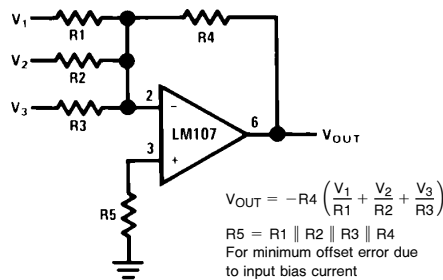 V1
R1
R4
V2
R2
V3
R3
2
−
LM107
6
VOUT
3
+
R5
VOUT = −R4 (V1/R1 + V2/R2 + V3/R3)
R5 = R1 ∥ R2 ∥ R3 ∥ R4
For minimum offset error due
to input bias current